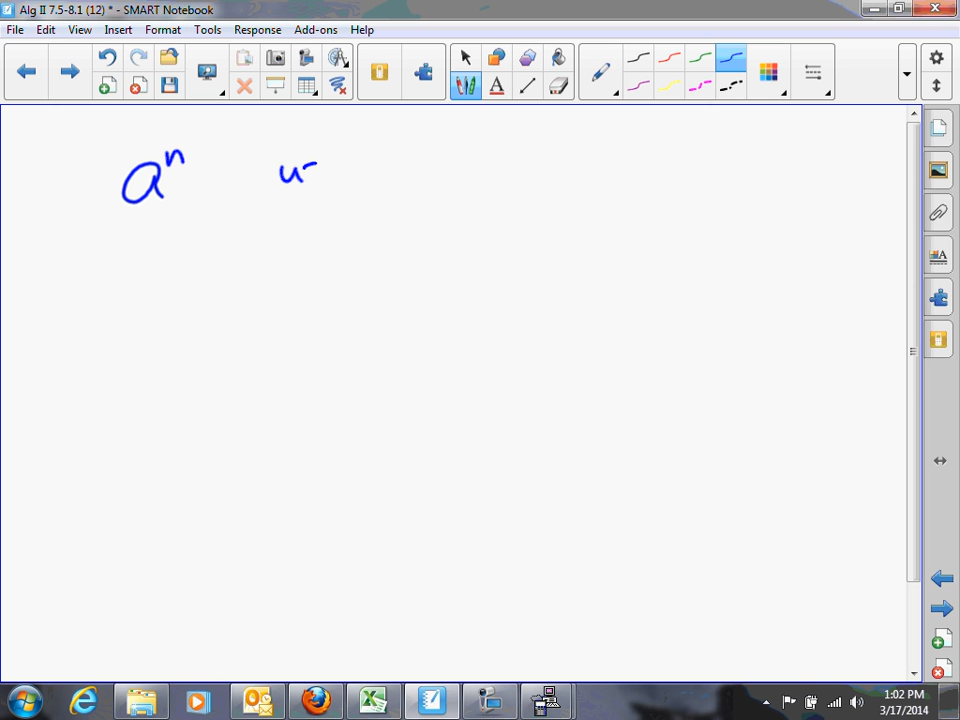 Alg II 7.5-8.1 (12) * - SMART Notebook
File Edit View Insert Format Tools Response Add-ons Help
aⁿ
1:02 PM
3/17/2014